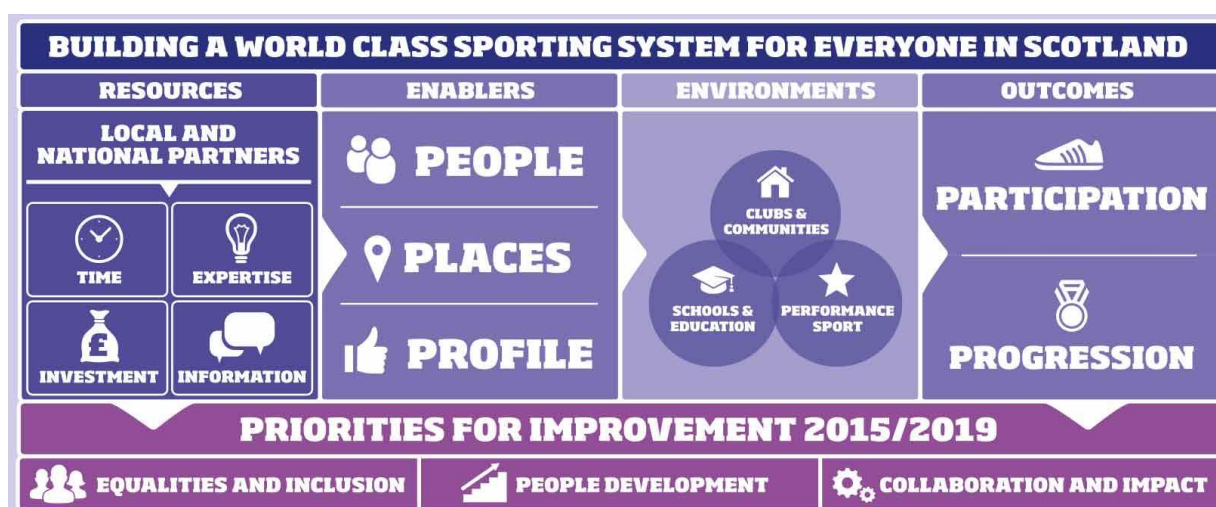 BUILDING A WORLD CLASS SPORTING SYSTEM FOR EVERYONE IN SCOTLAND
RESOURCES
LOCAL AND
NATIONAL PARTNERS
TIME
EXPERTISE
£
INVESTMENT
INFORMATION
ENABLERS
PEOPLE
PLACES
PROFILE
ENVIRONMENTS
CLUBS &
COMMUNITIES
SCHOOLS &
EDUCATION
PERFORMANCE
SPORT
OUTCOMES
PARTICIPATION
PROGRESSION
PRIORITIES FOR IMPROVEMENT 2015/2019
EQUALITIES AND INCLUSION
PEOPLE DEVELOPMENT
COLLABORATION AND IMPACT